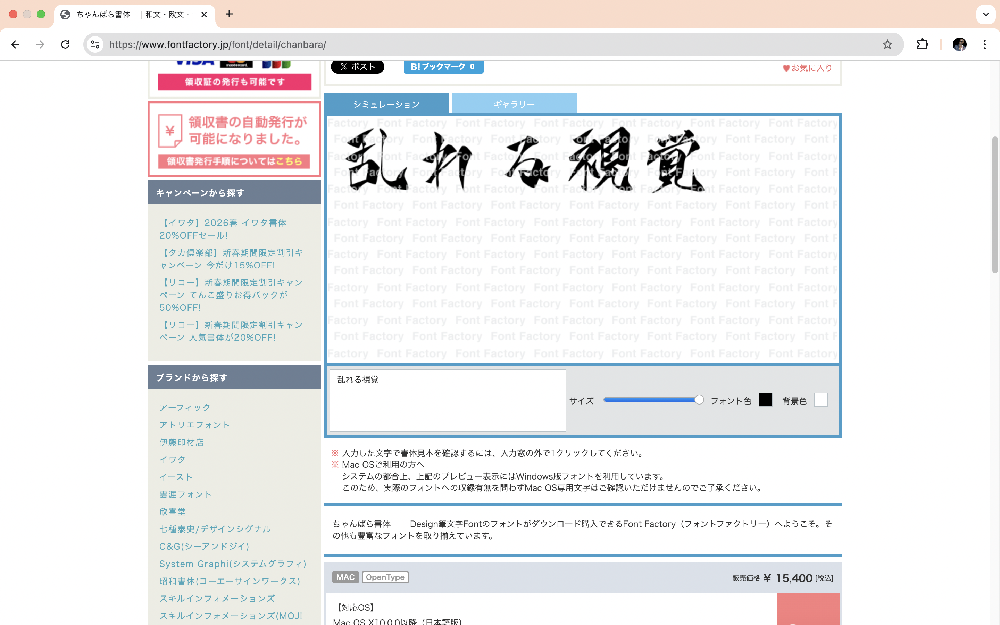 ちゃんばら書体　| 和文・欧文・
https://www.fontfactory.jp/font/detail/chanbara/
VISA mastercard JCB
領収証の発行も可能です
¥ 領収書の自動発行が
可能になりました。
領収書発行手順についてはこちら
キャンペーンから探す
【イワタ】2026春 イワタ書体
20%OFFセール!
【タカ倶楽部】新春期間限定割引キ
ャンペーン 今だけ15%OFF!
【リコー】新春期間限定割引キャン
ペーン てんこ盛りお得パックが
50%OFF!
【リコー】新春期間限定割引キャン
ペーン 人気書体が20%OFF!
ブランドから探す
アーフィック
アトリエフォント
伊藤印材店
イワタ
イースト
雲涯フォント
欣喜堂
七種泰史/デザインシグナル
C&G(シーアンドジイ)
System Graphi(システムグラフィ)
昭和書体(コーエーサインワークス)
スキルインフォメーションズ
スキルインフォメーションズ(MOJI
X ポスト
B! ブックマーク 0
♥お気に入り
シミュレーション
ギャラリー
乱れる視覚
Font Factory
乱れる視覚
サイズ
フォント色
背景色
※ 入力した文字で書体見本を確認するには、入力窓の外で1クリックしてください。
※ Mac OSご利用の方へ
システムの都合上、上記のプレビュー表示にはWindows版フォントを利用しています。
このため、実際のフォントへの収録有無を問わずMac OS専用文字はご確認いただけませんのでご了承ください。
ちゃんばら書体　｜Design筆文字Fontのフォントがダウンロード購入できるFont Factory（フォントファクトリー）へようこそ。そ
の他も豊富なフォントを取り揃えています。
MAC OpenType
販売価格 ¥ 15,400 [税込]
【対応OS】
Mac OS X10.0.0以降（日本語版）